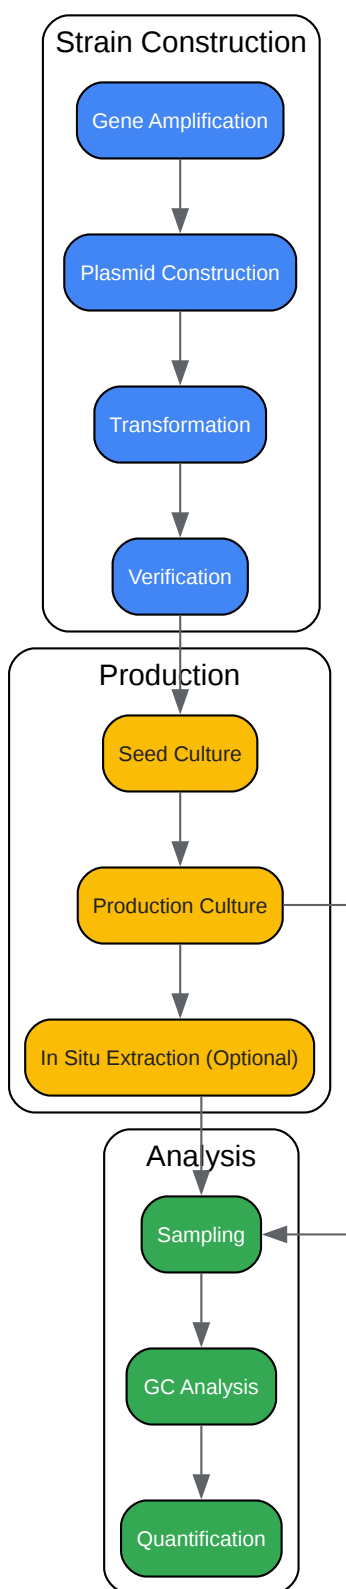 Strain Construction
Gene Amplification
Plasmid Construction
Transformation
Verification
Production
Seed Culture
Production Culture
In Situ Extraction (Optional)
Analysis
Sampling
GC Analysis
Quantification